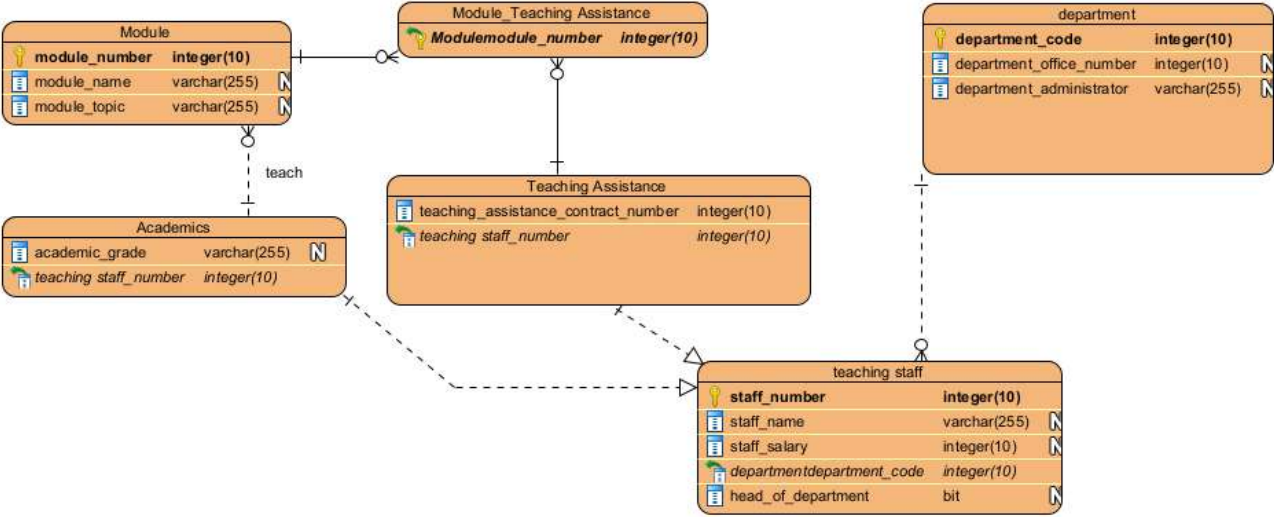 Module
module_number integer(10)
module_name varchar(255) N
module_topic varchar(255) N
Module_Teaching Assistance
Modulemodule_number integer(10)
department
department_code integer(10)
department_office_number integer(10) N
department_administrator varchar(255) N
teach
Academics
academic_grade varchar(255) N
teaching staff_number integer(10)
Teaching Assistance
teaching_assistance_contract_number integer(10)
teaching staff_number integer(10)
teaching staff
staff_number integer(10)
staff_name varchar(255) N
staff_salary integer(10) N
departmentdepartment_code integer(10)
head_of_department bit N